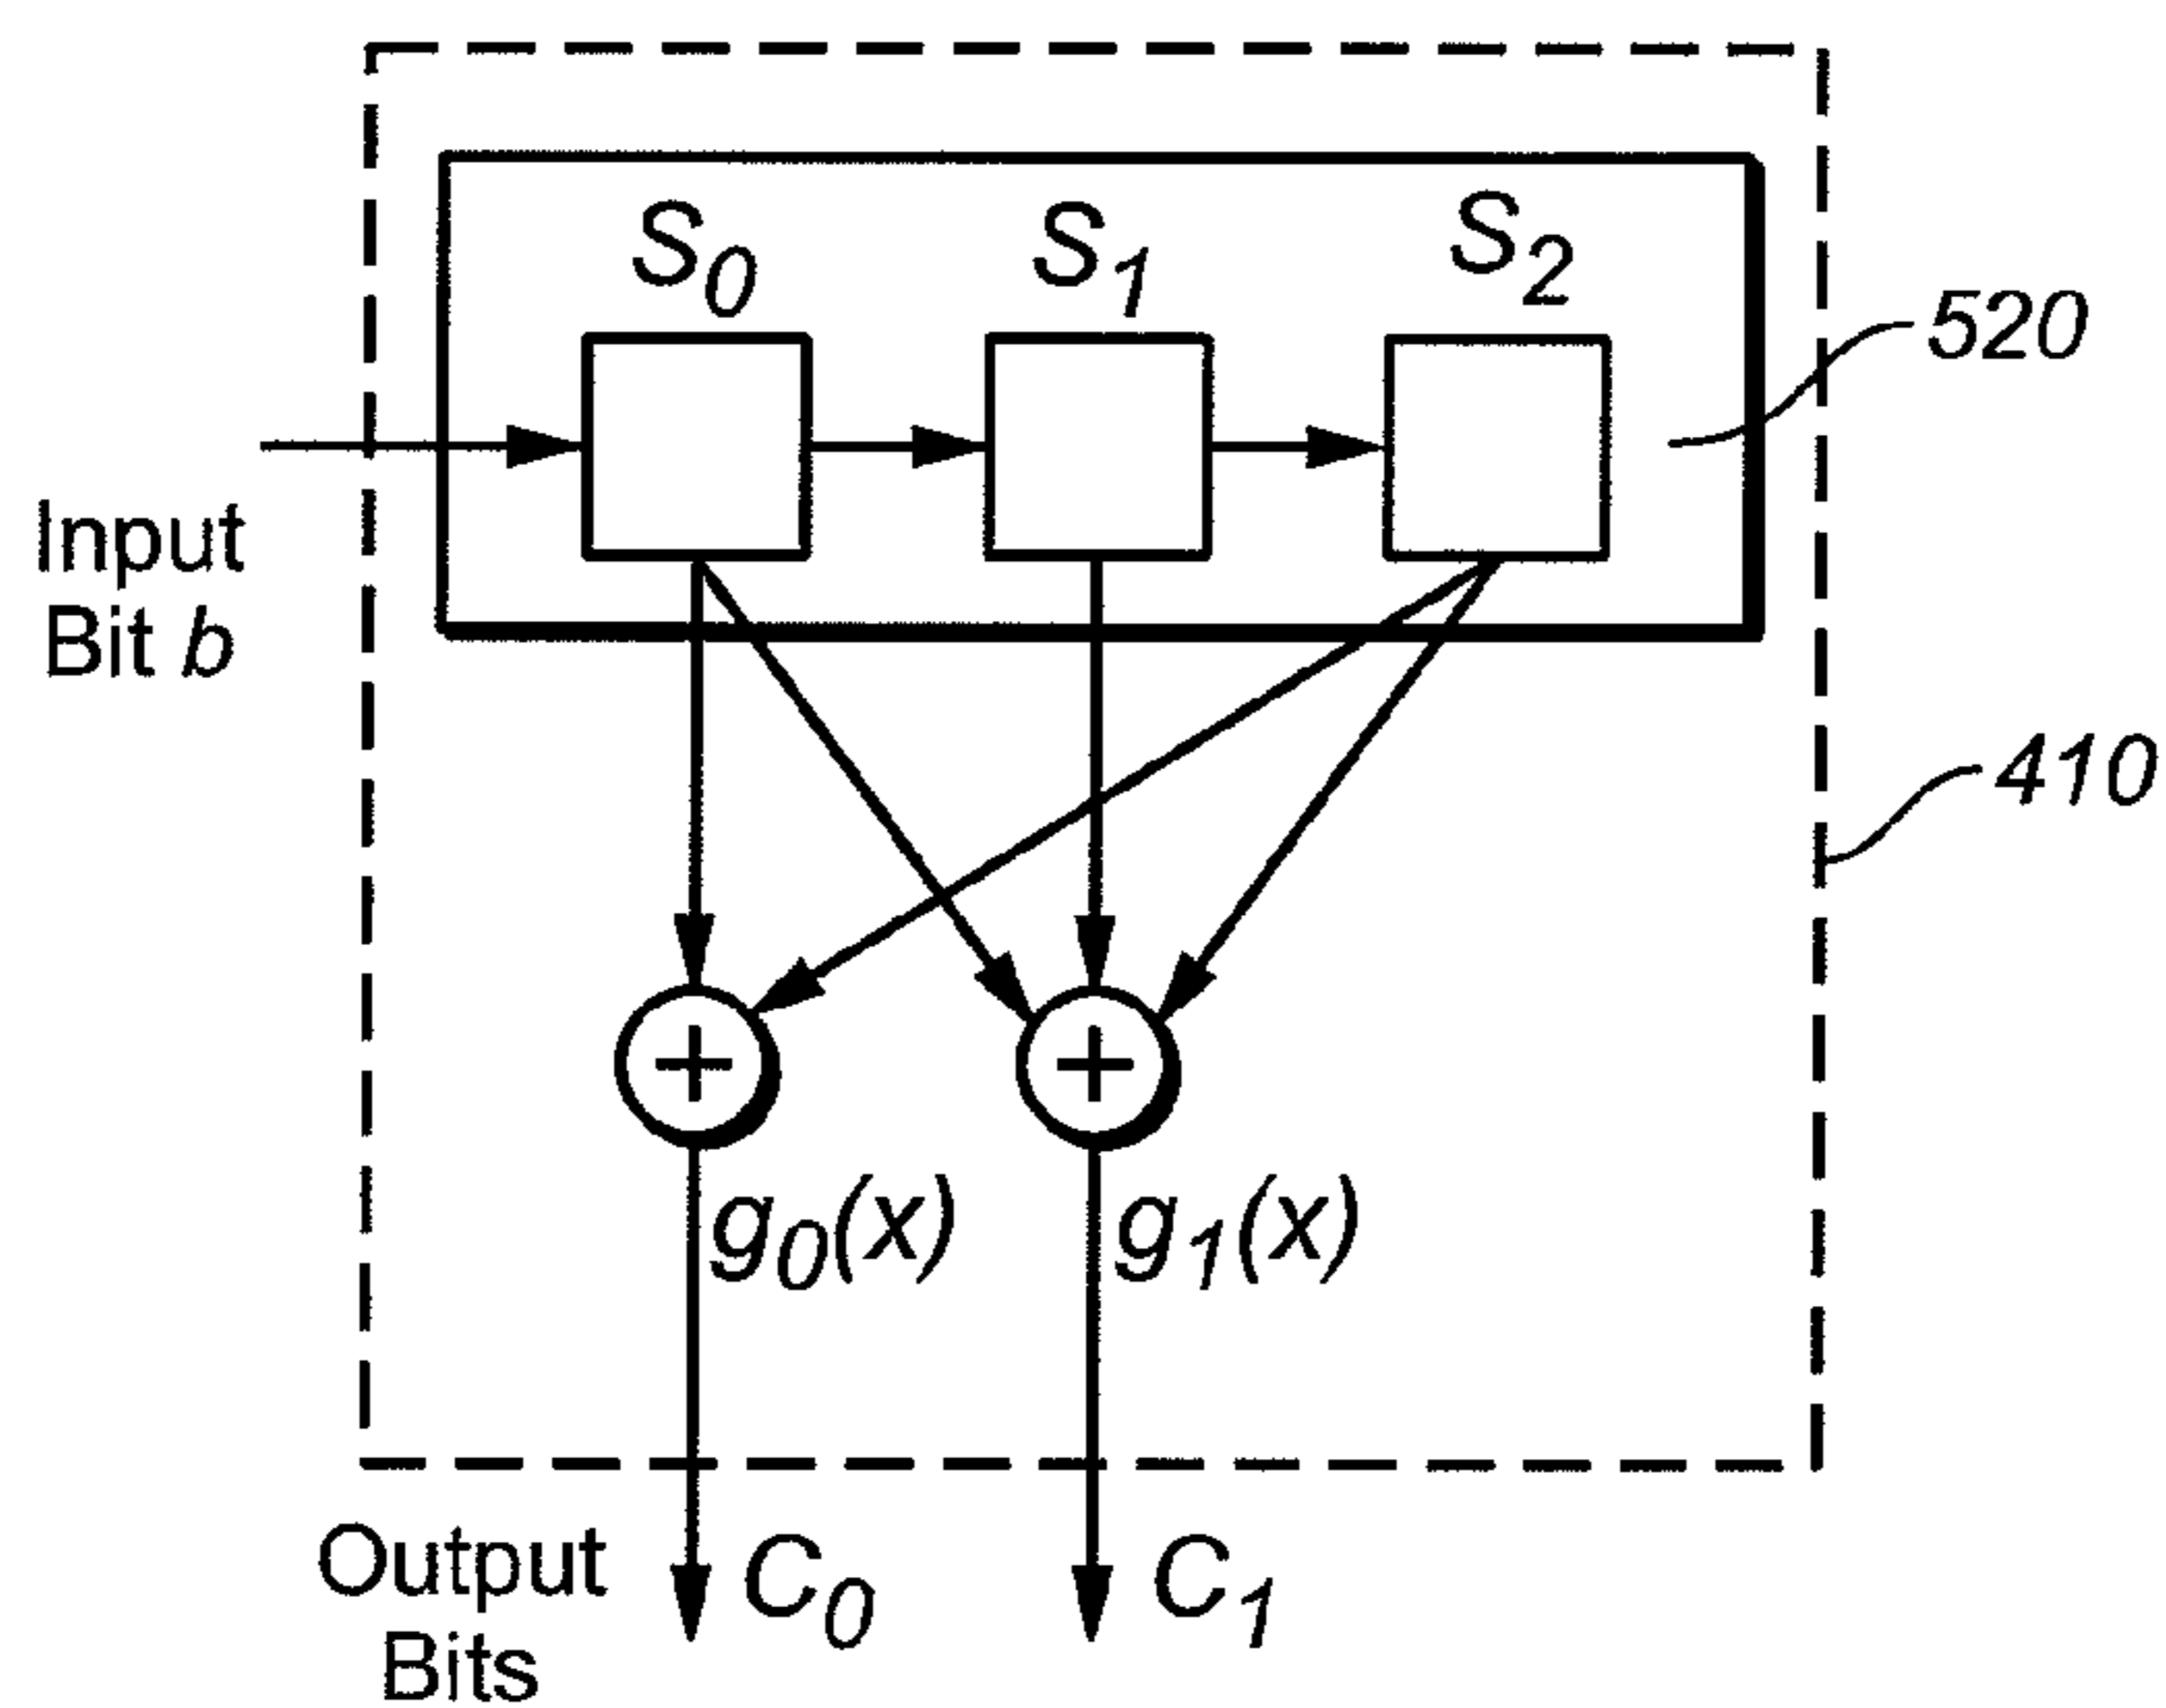 S0 S1 S2
520
Input
Bit b
410
g0(x) g1(x)
Output
Bits
C0 C1